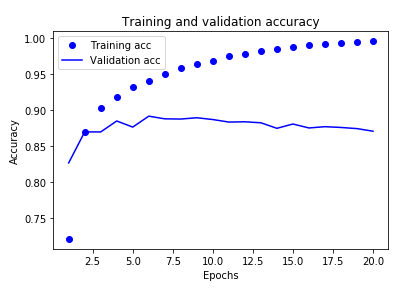 Training and validation accuracy
1.00
0.95
0.90
0.85
0.80
0.75
Accuracy
Training acc
Validation acc
2.5 5.0 7.5 10.0 12.5 15.0 17.5 20.0
Epochs